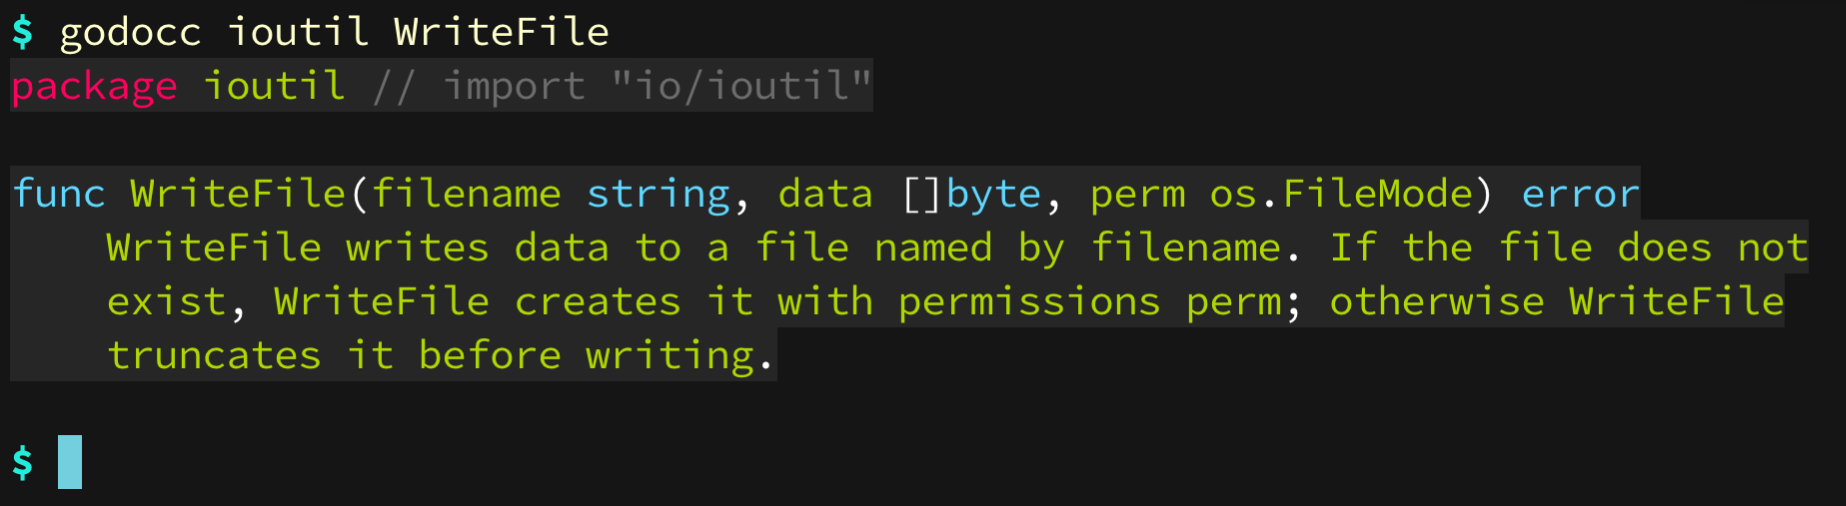 $ godocc ioutil WriteFile
package ioutil // import "io/ioutil"
func WriteFile(filename string, data []byte, perm os.FileMode) error
WriteFile writes data to a file named by filename. If the file does not
exist, WriteFile creates it with permissions perm; otherwise WriteFile
truncates it before writing.
$